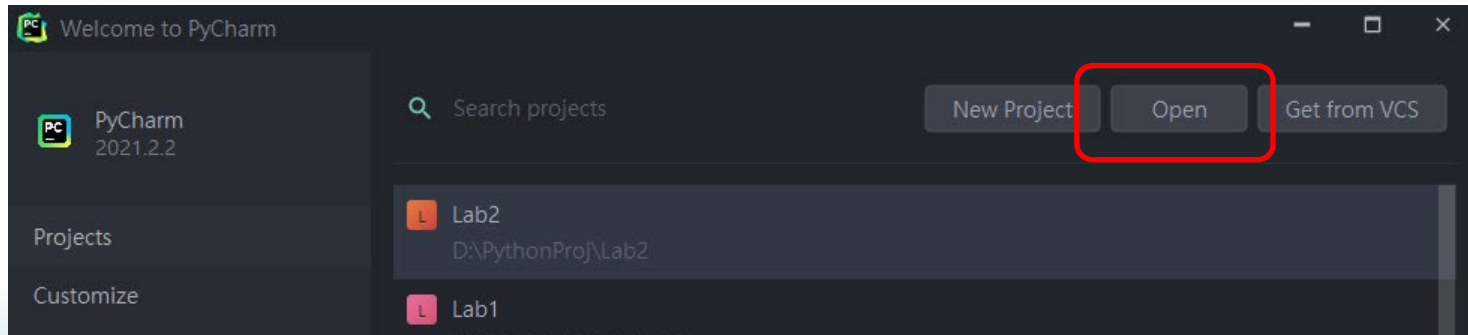 Welcome to PyCharm
PyCharm
2021.2.2
Projects
Customize
Search projects
New Project
Open
Get from VCS
Lab2
D:\PythonProj\Lab2
Lab1